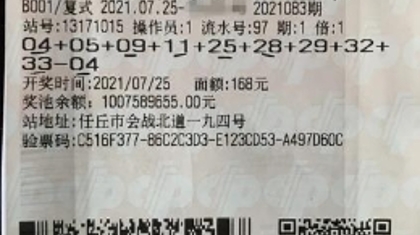 B001/复式 2021.07.25- 2021083期
站号:13171015 操作员:1 流水号:97 期:1 倍:1
04+05+09+11+25+28+29+32+
33-04
开奖时间:2021/07/25 面额:168元
奖池余额:1007589655.00元
站地址:任丘市会战北道一九四号
验票码:C516F377-86C2C3D3-E123CD53-A497D60C